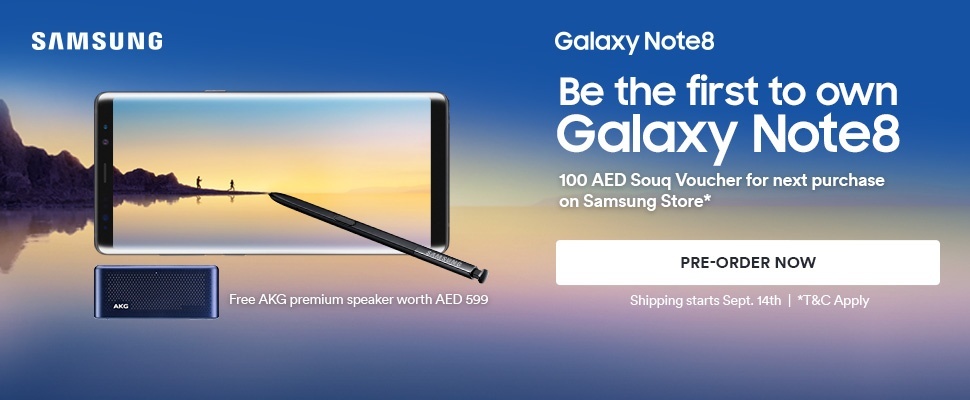 SAMSUNG
Galaxy Note8
Be the first to own
Galaxy Note8
100 AED Souq Voucher for next purchase
on Samsung Store*
PRE-ORDER NOW
Shipping starts Sept. 14th | *T&C Apply
SAMSUNG
AKG
Free AKG premium speaker worth AED 599